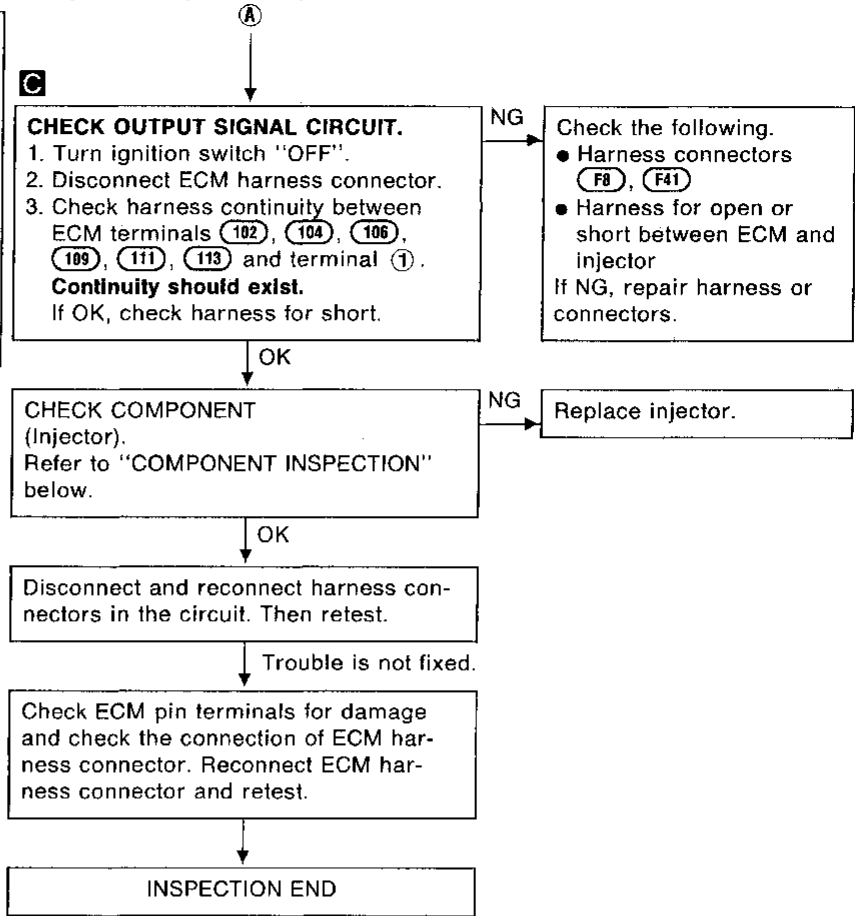 Ⓐ
C
CHECK OUTPUT SIGNAL CIRCUIT.
1. Turn ignition switch "OFF".
2. Disconnect ECM harness connector.
3. Check harness continuity between
ECM terminals 102, 104, 106,
109, 111, 113 and terminal ①.
Continuity should exist.
If OK, check harness for short.
NG
Check the following.
● Harness connectors
F8, F41
● Harness for open or
short between ECM and
injector
If NG, repair harness or
connectors.
OK
CHECK COMPONENT
(Injector).
Refer to "COMPONENT INSPECTION"
below.
NG
Replace injector.
OK
Disconnect and reconnect harness con-
nectors in the circuit. Then retest.
Trouble is not fixed.
Check ECM pin terminals for damage
and check the connection of ECM har-
ness connector. Reconnect ECM har-
ness connector and retest.
INSPECTION END